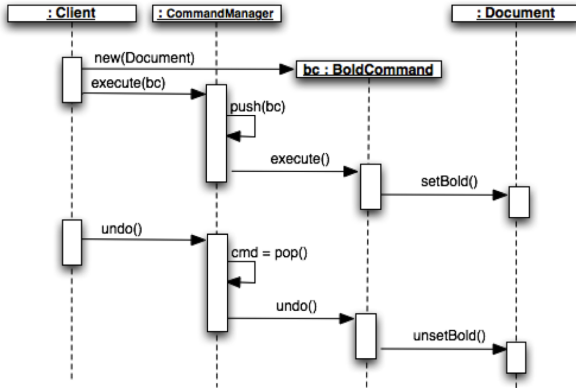 : Client
: CommandManager
: Document
new(Document)
bc : BoldCommand
execute(bc)
push(bc)
execute()
setBold()
undo()
cmd = pop()
undo()
unsetBold()